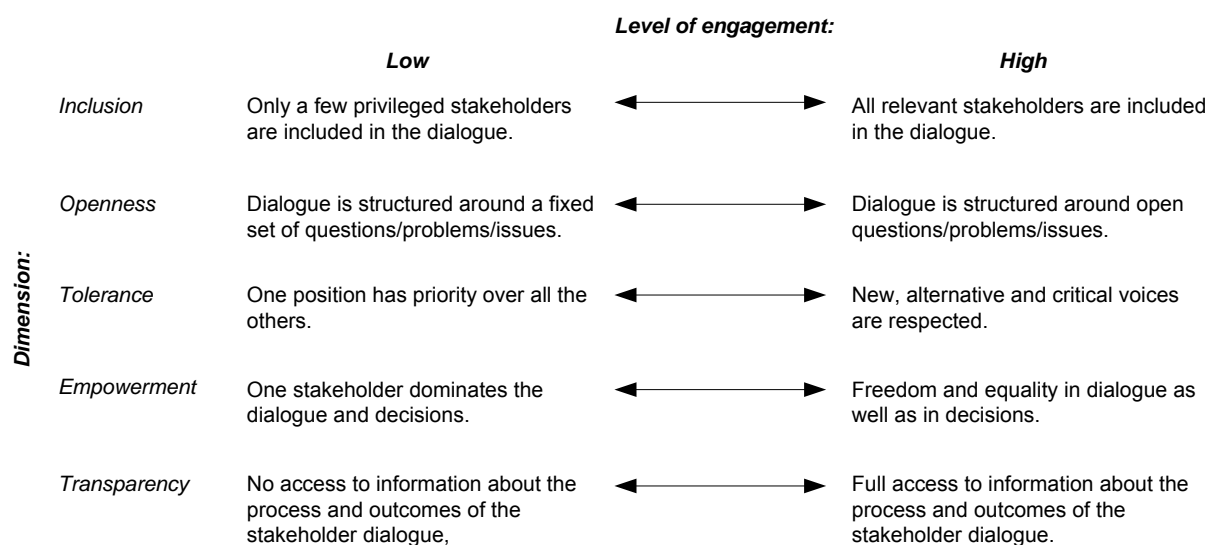 Level of engagement:
Low
High
Dimension:
Inclusion
Only a few privileged stakeholders
are included in the dialogue.
All relevant stakeholders are included
in the dialogue.
Openness
Dialogue is structured around a fixed
set of questions/problems/issues.
Dialogue is structured around open
questions/problems/issues.
Tolerance
One position has priority over all the
others.
New, alternative and critical voices
are respected.
Empowerment
One stakeholder dominates the
dialogue and decisions.
Freedom and equality in dialogue as
well as in decisions.
Transparency
No access to information about the
process and outcomes of the
stakeholder dialogue,
Full access to information about the
process and outcomes of the
stakeholder dialogue.